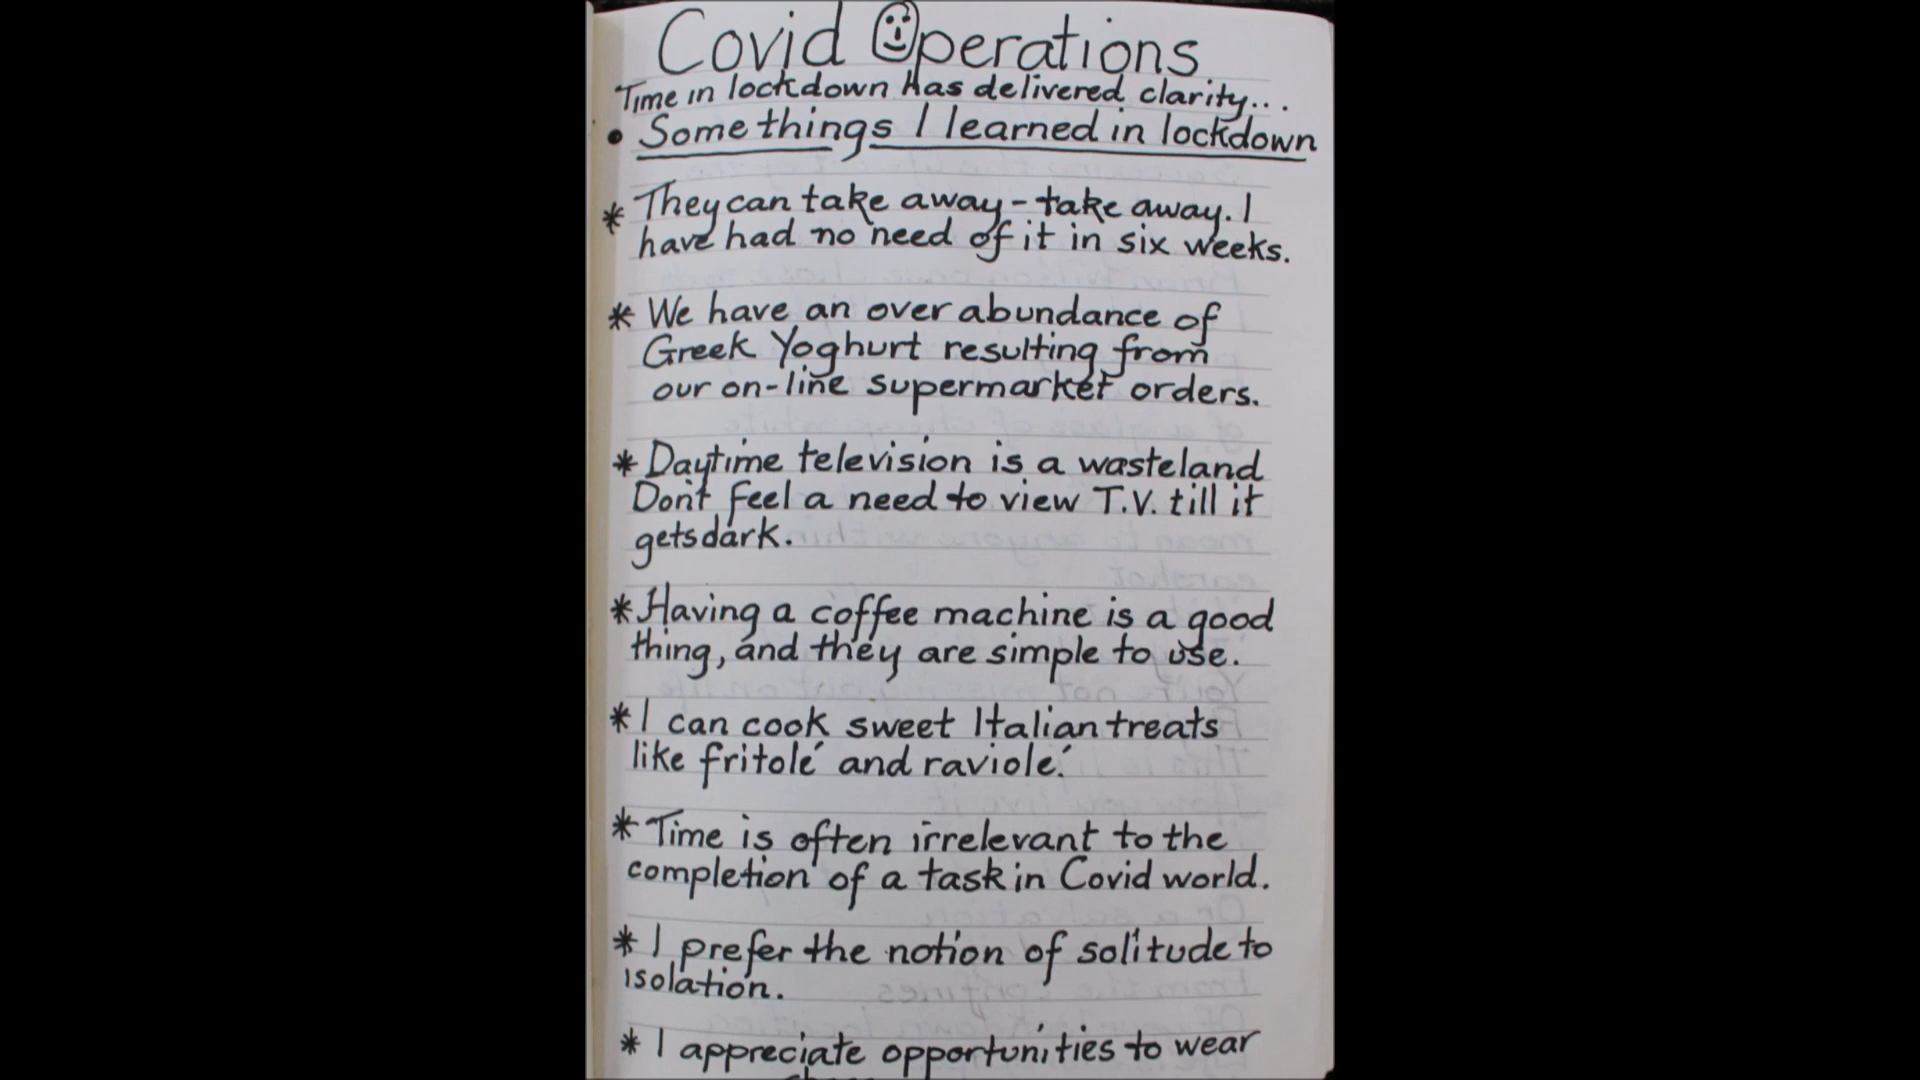 Covid Operations
Time in lockdown has delivered clarity...
• Some things I learned in lockdown
* They can take away - take away. I
have had no need of it in six weeks.
* We have an over abundance of
Greek Yoghurt resulting from
our on-line supermarket orders.
* Daytime television is a wasteland
Don't feel a need to view T.V. till it
gets dark.
* Having a coffee machine is a good
thing, and they are simple to use.
* I can cook sweet Italian treats
like fritolé and raviolé.
* Time is often irrelevant to the
completion of a task in Covid world.
* I prefer the notion of solitude to
isolation.
* I appreciate opportunities to wear